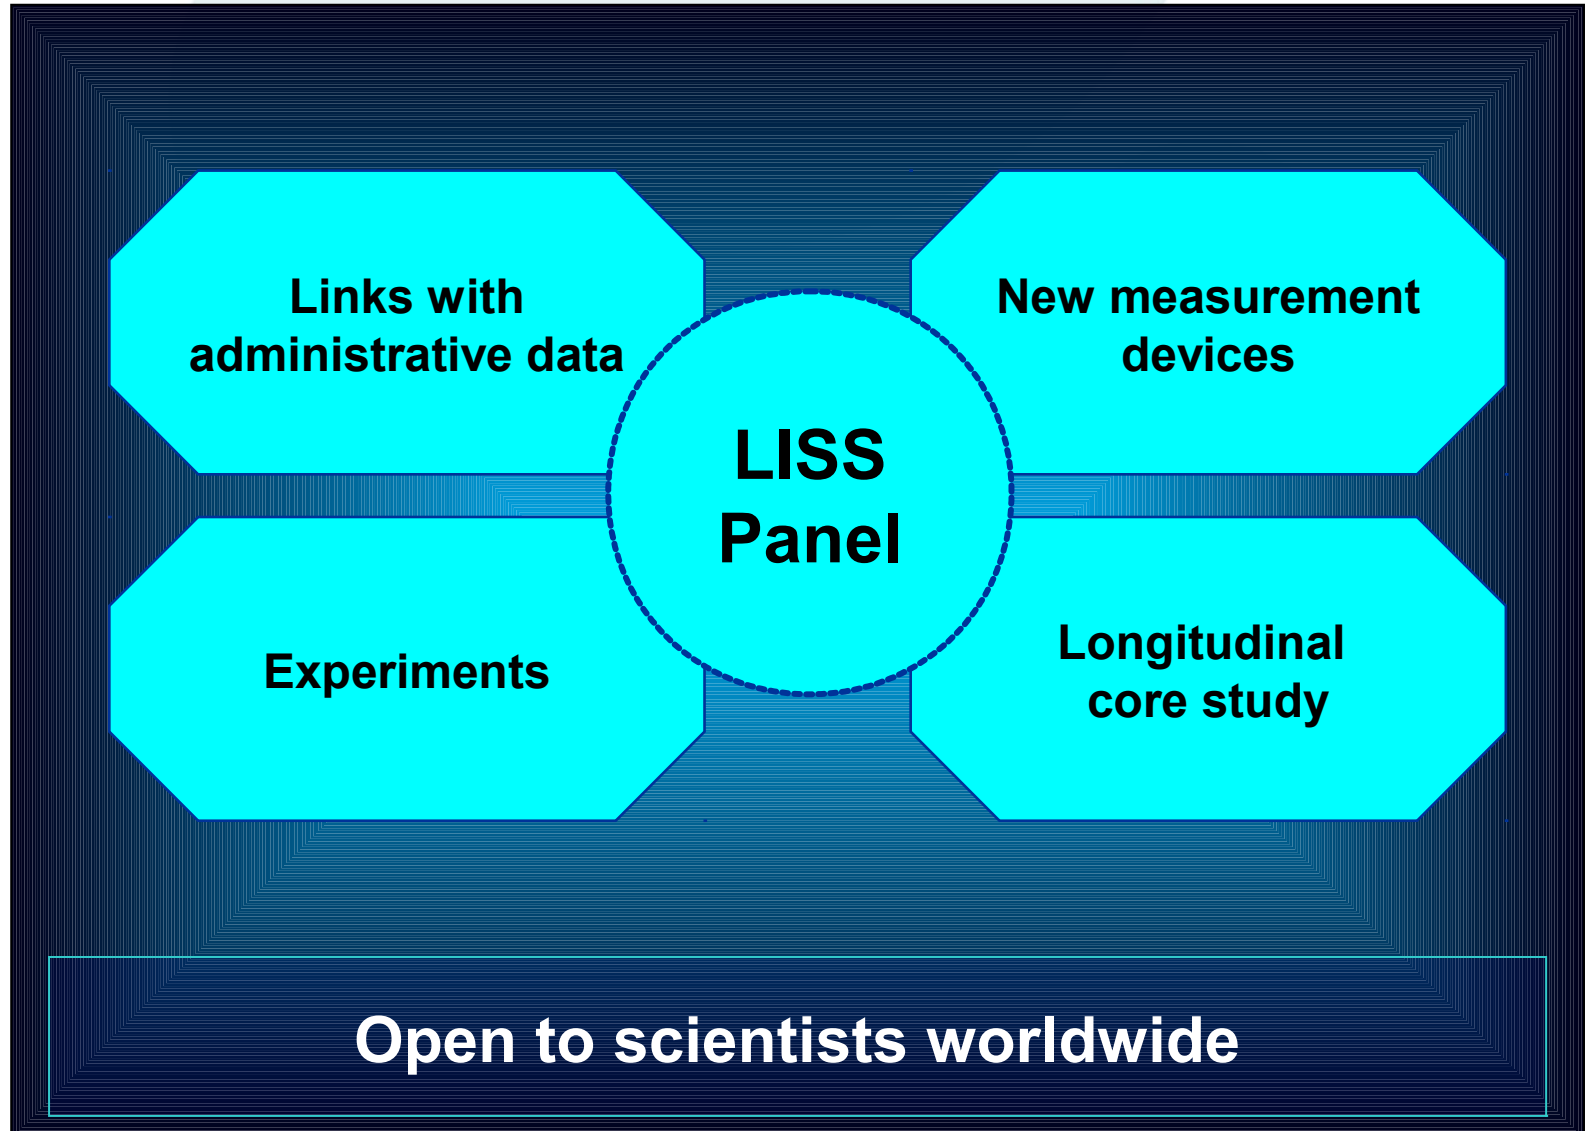 Links with
administrative data
New measurement
devices
LISS
Panel
Experiments
Longitudinal
core study
Open to scientists worldwide